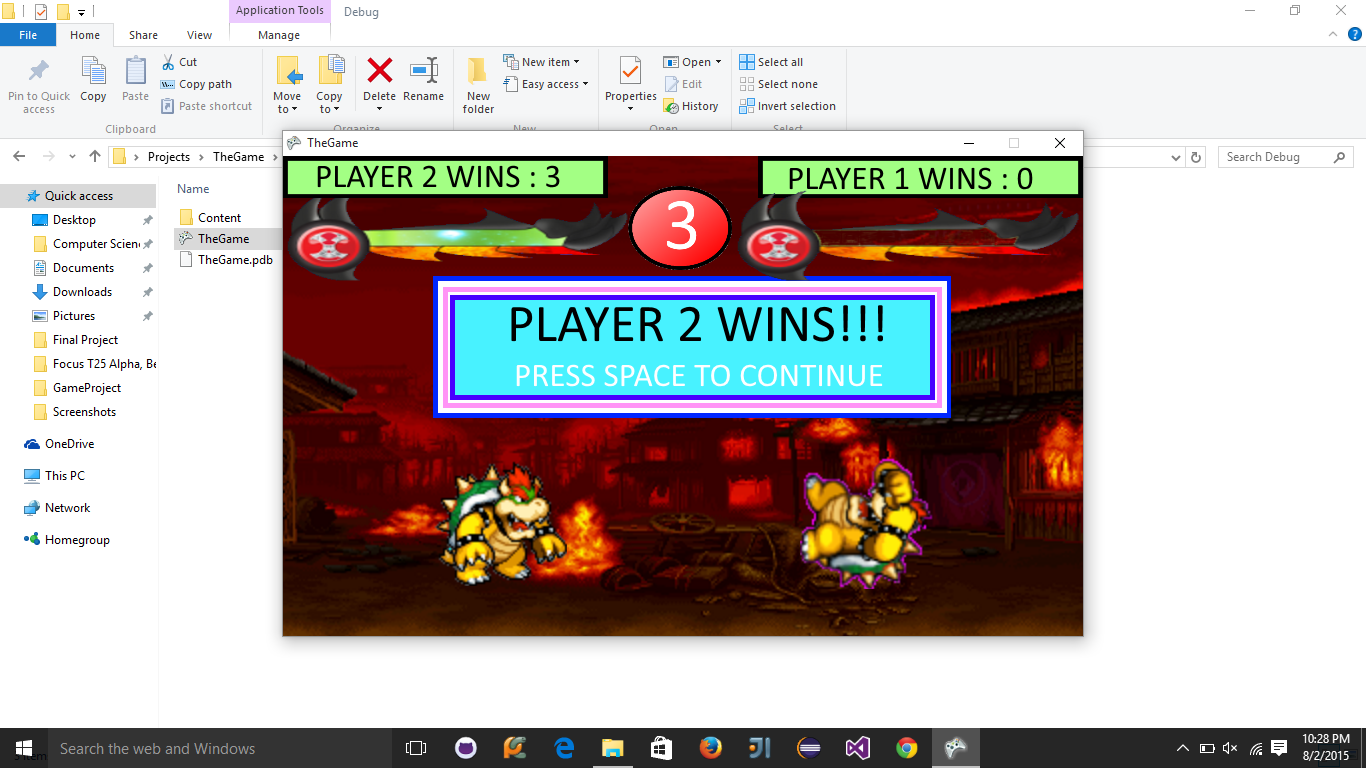 Application Tools
Debug
File
Home
Share
View
Manage
Pin to Quick
access
Copy
Paste
Cut
Copy path
Paste shortcut
Clipboard
Move
to
Copy
to
Delete
Rename
Organize
New
folder
New item
Easy access
New
Properties
Open
Edit
History
Open
Select all
Select none
Invert selection
Select
Projects
TheGame
Search Debug
Quick access
Desktop
Computer Scien
Documents
Downloads
Pictures
Final Project
Focus T25 Alpha, Be
GameProject
Screenshots
OneDrive
This PC
Network
Homegroup
Name
Content
TheGame
TheGame.pdb
TheGame
PLAYER 2 WINS : 3
3
PLAYER 1 WINS : 0
PLAYER 2 WINS!!!
PRESS SPACE TO CONTINUE
Search the web and Windows
10:28 PM
8/2/2015